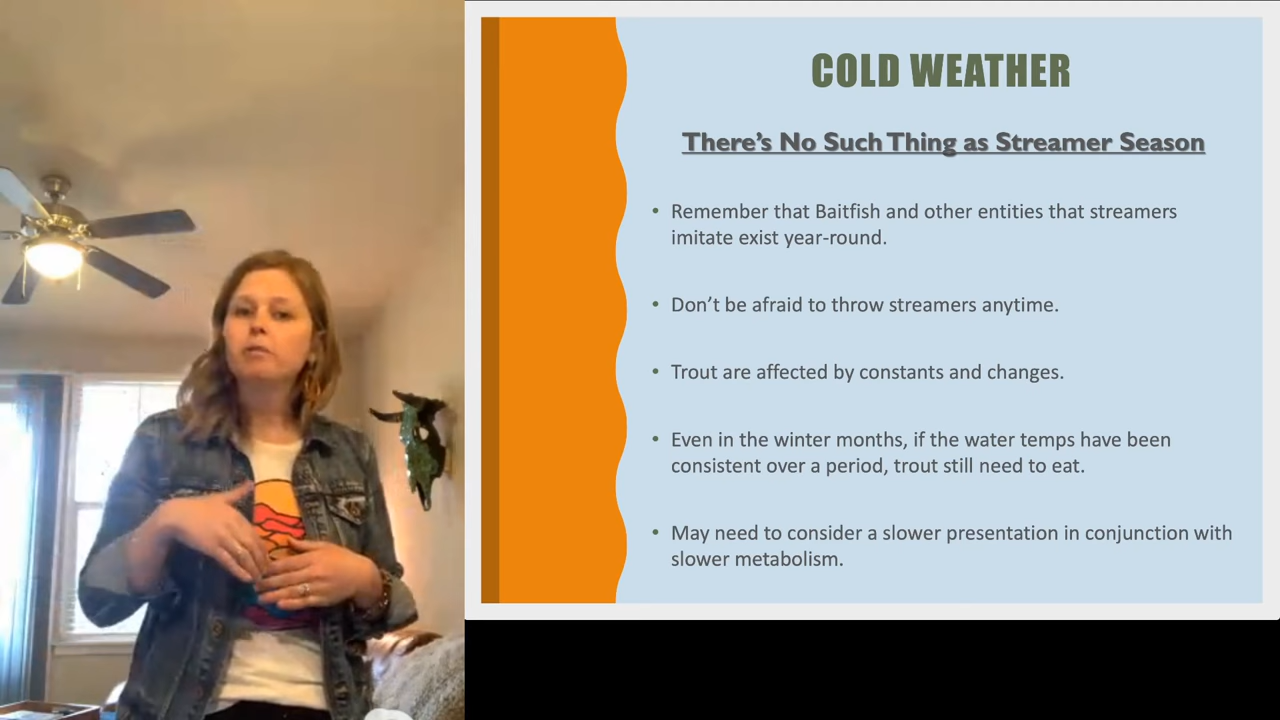 COLD WEATHER
There's No Such Thing as Streamer Season
• Remember that Baitfish and other entities that streamers
imitate exist year-round.
• Don't be afraid to throw streamers anytime.
• Trout are affected by constants and changes.
• Even in the winter months, if the water temps have been
consistent over a period, trout still need to eat.
• May need to consider a slower presentation in conjunction with
slower metabolism.